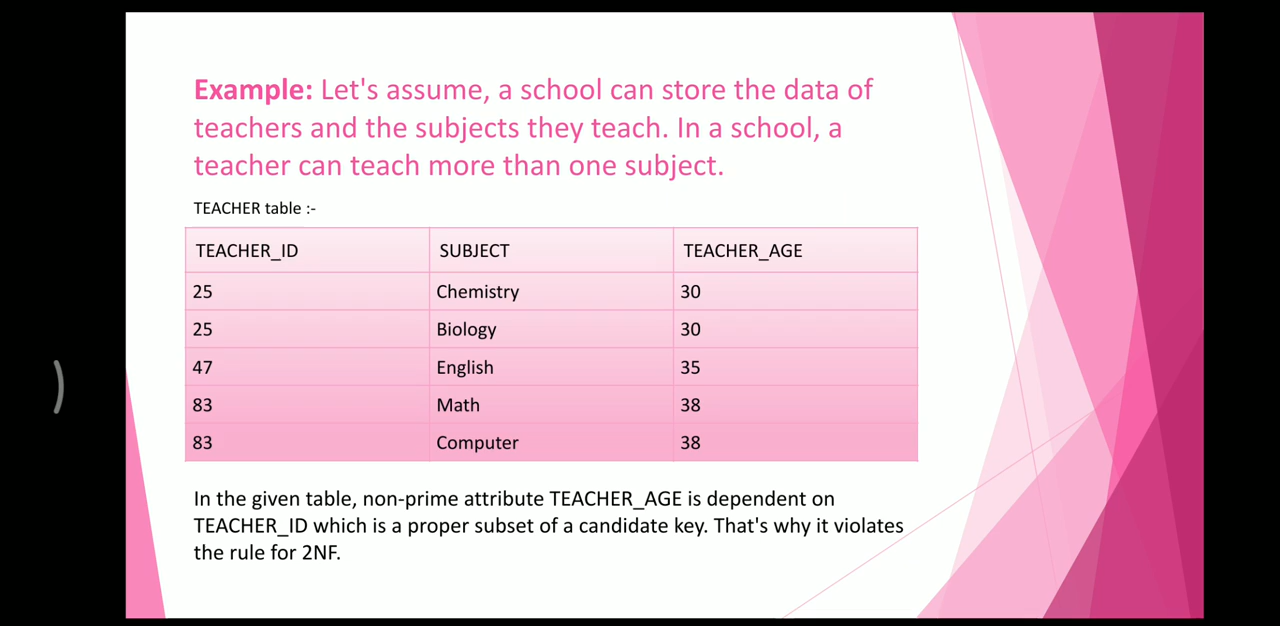 Example: Let's assume, a school can store the data of
teachers and the subjects they teach. In a school, a
teacher can teach more than one subject.
TEACHER table :-
TEACHER_ID SUBJECT TEACHER_AGE
25 Chemistry 30
25 Biology 30
47 English 35
83 Math 38
83 Computer 38
In the given table, non-prime attribute TEACHER_AGE is dependent on
TEACHER_ID which is a proper subset of a candidate key. That's why it violates
the rule for 2NF.